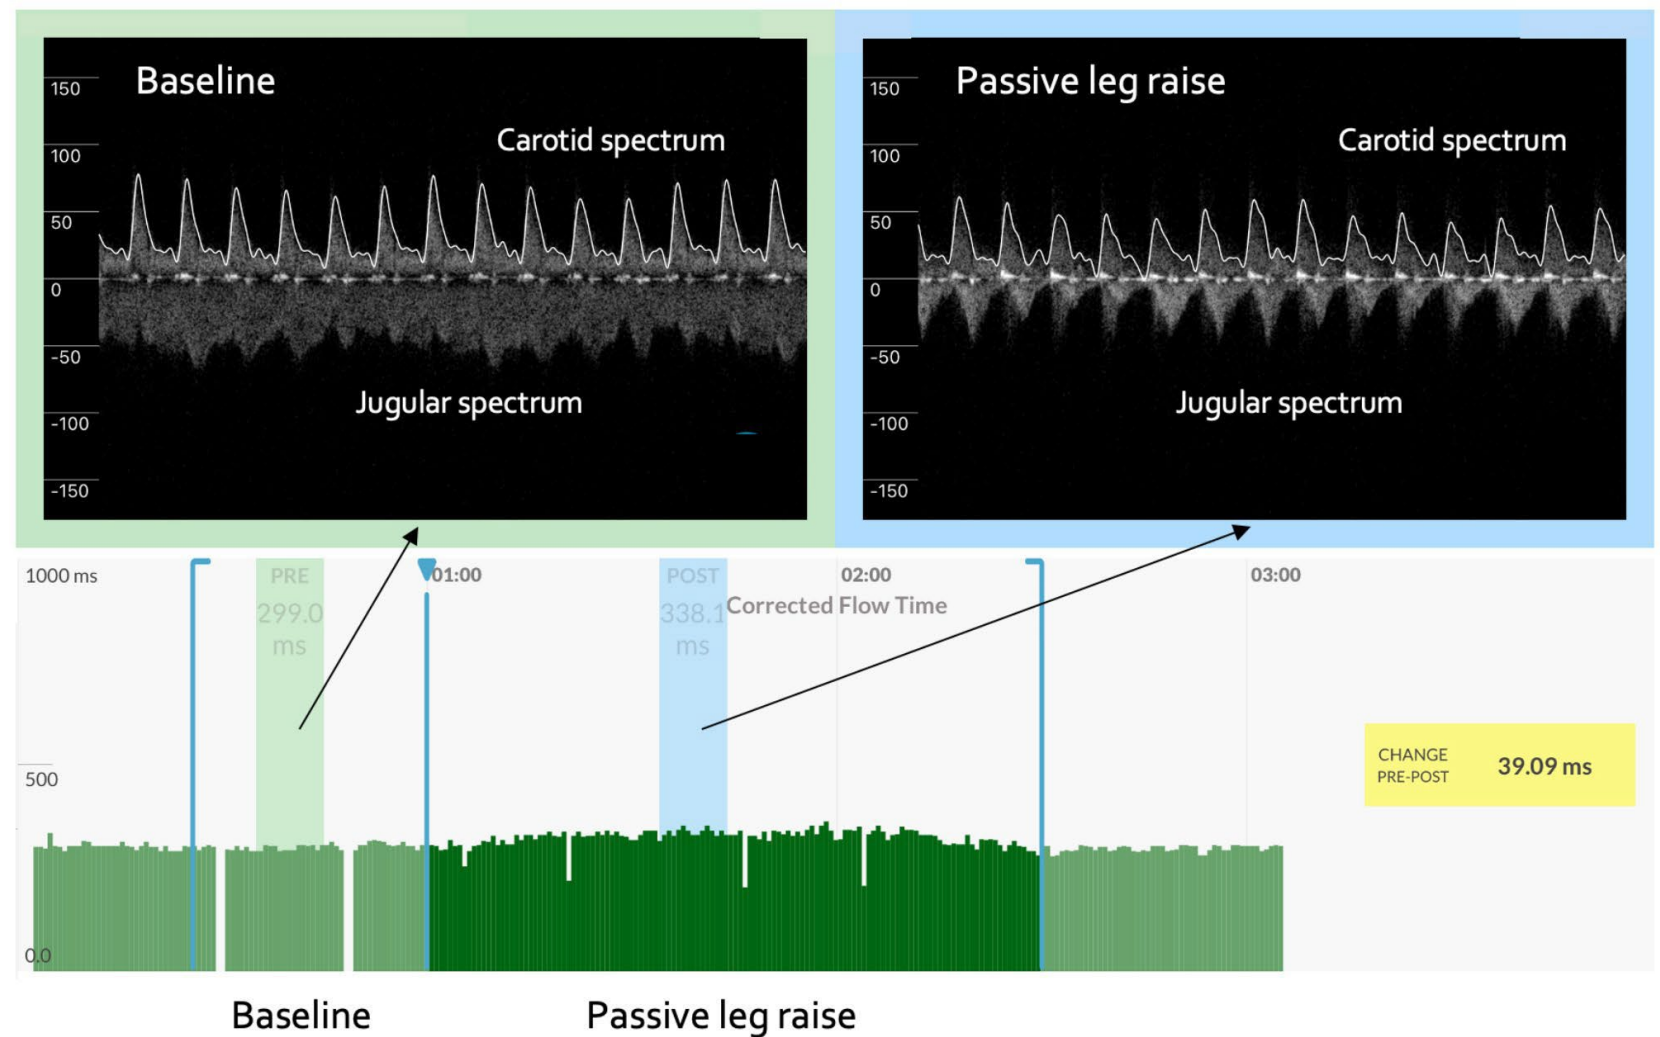 Baseline
Carotid spectrum
Jugular spectrum
150
100
50
0
-50
-100
-150
Passive leg raise
Carotid spectrum
Jugular spectrum
150
100
50
0
-50
-100
-150
1000 ms
500
0.0
PRE
299.0
ms
01:00
POST
338.1
ms
02:00
Corrected Flow Time
03:00
CHANGE
PRE-POST
39.09 ms
Baseline
Passive leg raise